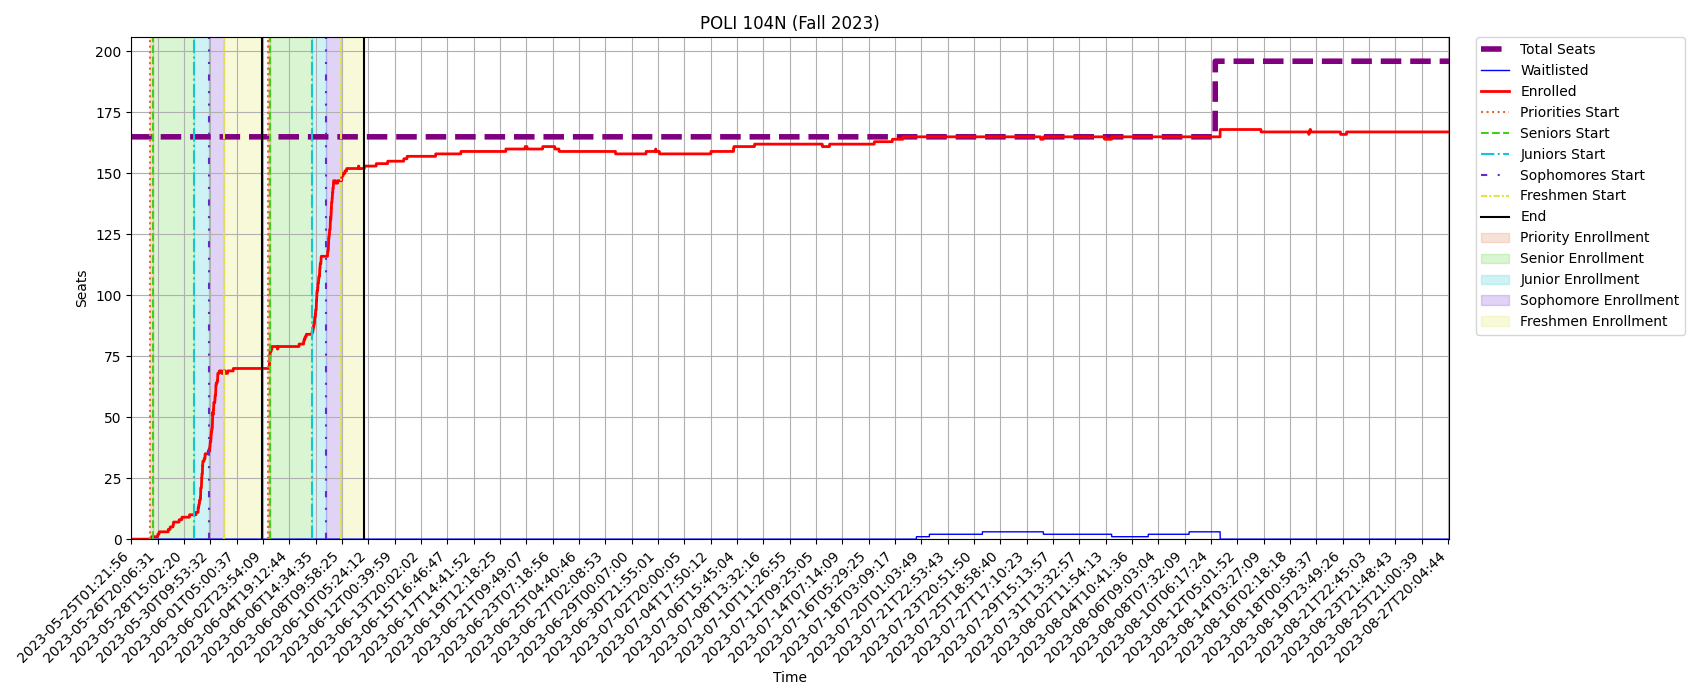 POLI 104N (Fall 2023)
Seats
200
175
150
125
100
75
50
25
0
2023-05-25T01:21:56
2023-05-26T20:06:31
2023-05-28T15:02:20
2023-05-30T09:53:32
2023-06-01T05:00:37
2023-06-02T23:54:09
2023-06-04T19:12:44
2023-06-06T14:34:35
2023-06-08T09:58:25
2023-06-10T05:24:12
2023-06-12T00:39:59
2023-06-13T20:02:02
2023-06-15T16:46:47
2023-06-17T14:41:52
2023-06-19T12:18:25
2023-06-21T09:49:07
2023-06-23T07:18:56
2023-06-25T04:40:46
2023-06-27T02:08:53
2023-06-29T00:07:00
2023-06-30T21:55:01
2023-07-02T20:00:05
2023-07-04T17:50:12
2023-07-06T15:45:04
2023-07-08T13:32:16
2023-07-10T11:26:55
2023-07-12T09:25:05
2023-07-14T07:14:09
2023-07-16T05:29:25
2023-07-18T03:09:17
2023-07-20T01:03:49
2023-07-21T22:53:43
2023-07-23T20:51:50
2023-07-25T18:58:40
2023-07-27T17:10:23
2023-07-29T15:13:57
2023-07-31T13:32:57
2023-08-02T11:54:13
2023-08-04T10:41:36
2023-08-06T09:03:04
2023-08-08T07:32:09
2023-08-10T06:17:24
2023-08-12T05:01:52
2023-08-14T03:27:09
2023-08-16T02:18:18
2023-08-18T00:58:37
2023-08-19T23:49:26
2023-08-21T22:45:03
2023-08-23T21:48:43
2023-08-25T21:00:39
2023-08-27T20:04:44
Time
Total Seats
Waitlisted
Enrolled
Priorities Start
Seniors Start
Juniors Start
Sophomores Start
Freshmen Start
End
Priority Enrollment
Senior Enrollment
Junior Enrollment
Sophomore Enrollment
Freshmen Enrollment